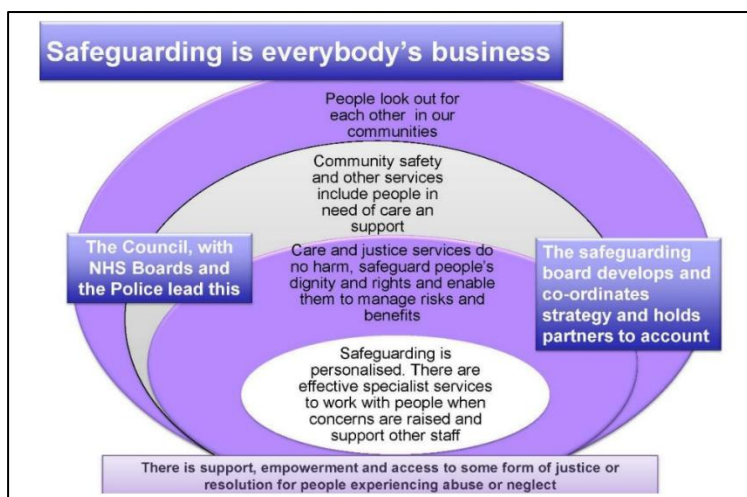 Safeguarding is everybody's business
People look out for
each other in our
communities
Community safety
and other services
include people in
need of care an
support
The Council, with
NHS Boards and
the Police lead this
Care and justice services do
no harm, safeguard people's
dignity and rights and enable
them to manage risks and
benefits
The safeguarding
board develops and
co-ordinates
strategy and holds
partners to account
Safeguarding is
personalised. There are
effective specialist services
to work with people when
concerns are raised and
support other staff
There is support, empowerment and access to some form of justice or
resolution for people experiencing abuse or neglect